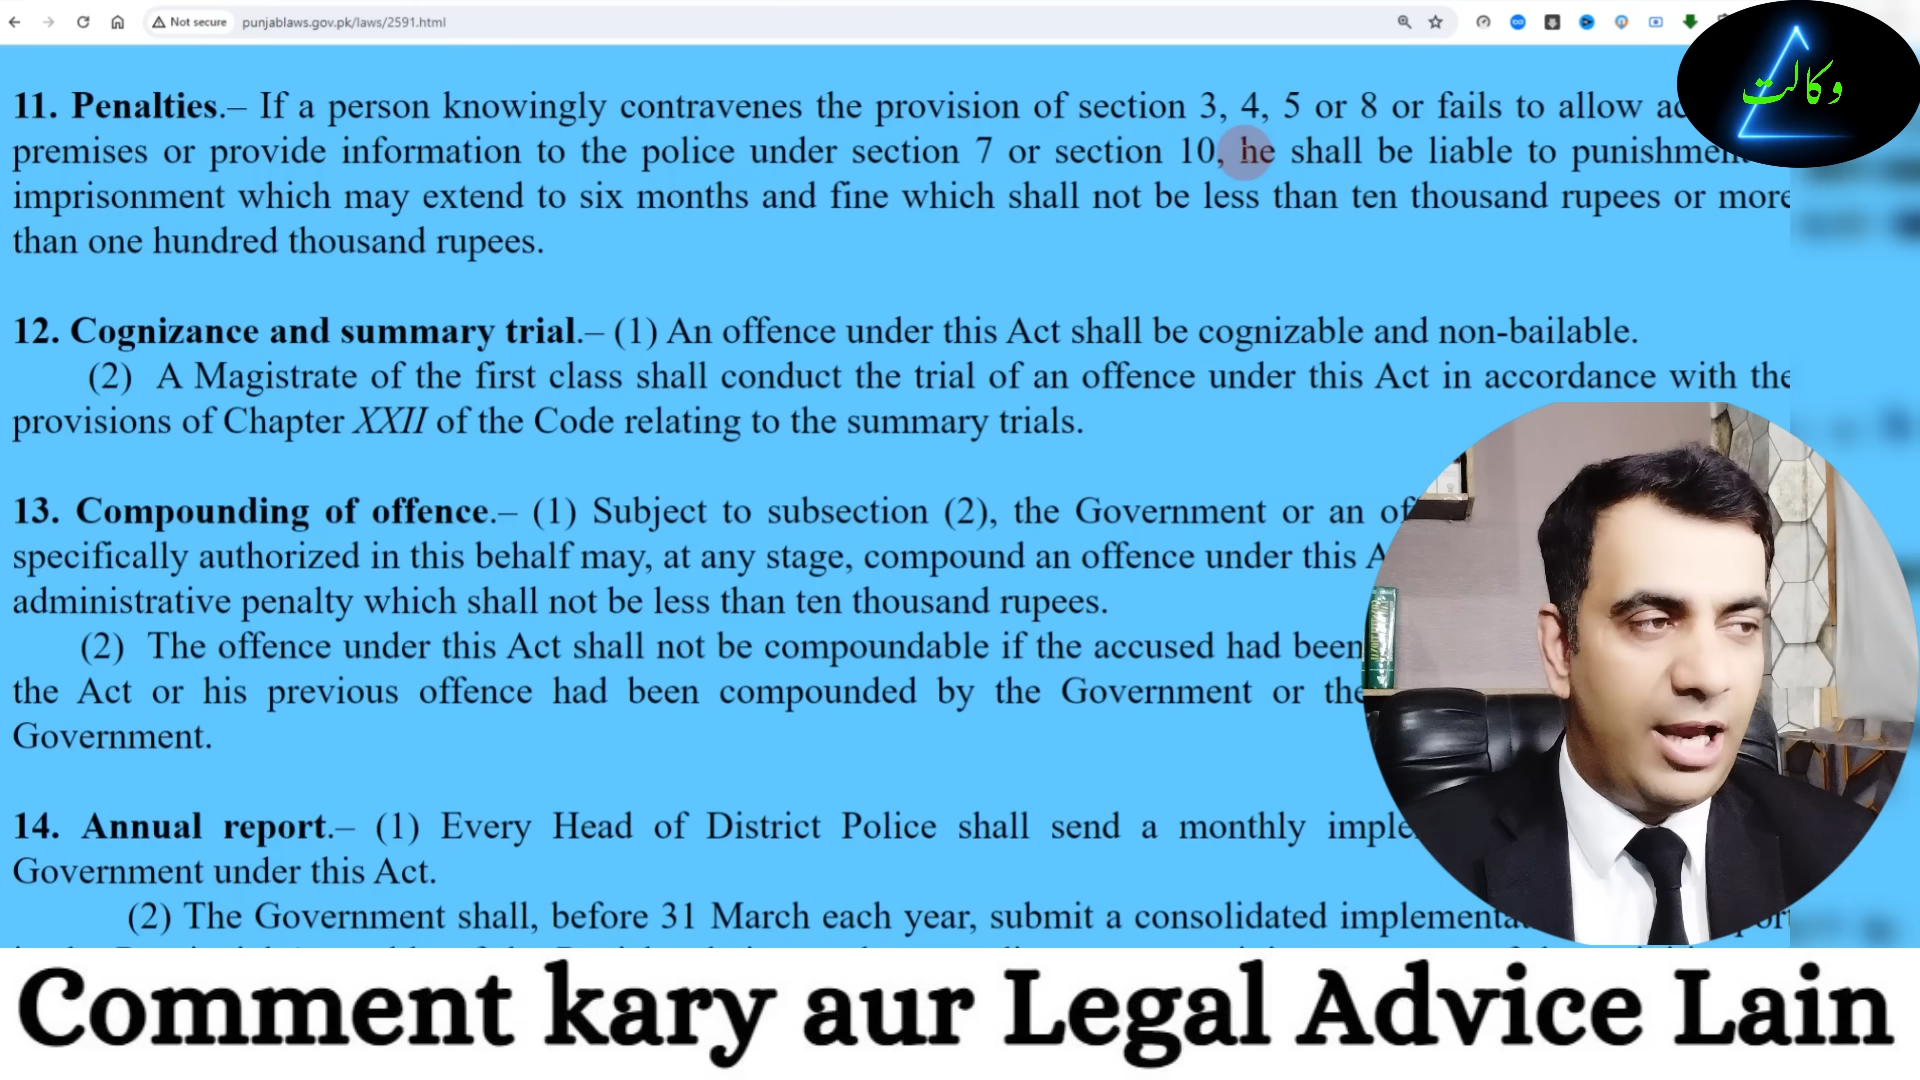 Not secure punjablaws.gov.pk/laws/2591.html
وکالت
11. Penalties.– If a person knowingly contravenes the provision of section 3, 4, 5 or 8 or fails to allow
premises or provide information to the police under section 7 or section 10, he shall be liable to
imprisonment which may extend to six months and fine which shall not be less than ten thousand rupees or more
than one hundred thousand rupees.
12. Cognizance and summary trial.– (1) An offence under this Act shall be cognizable and non-bailable.
(2) A Magistrate of the first class shall conduct the trial of an offence under this Act in accordance with the
provisions of Chapter XXII of the Code relating to the summary trials.
13. Compounding of offence.– (1) Subject to subsection (2), the Government or an
specifically authorized in this behalf may, at any stage, compound an offence under this
administrative penalty which shall not be less than ten thousand rupees.
(2) The offence under this Act shall not be compoundable if the accused had been
the Act or his previous offence had been compounded by the Government or the
Government.
14. Annual report.– (1) Every Head of District Police shall send a monthly
Government under this Act.
(2) The Government shall, before 31 March each year, submit a consolidated
Comment kary aur Legal Advice Lain